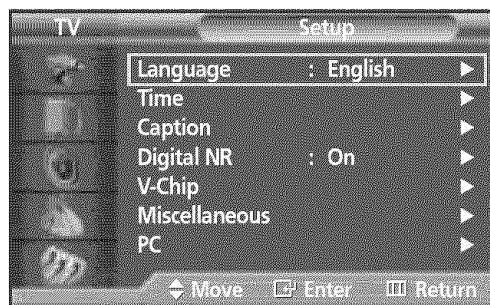 TV Setup
Language : English
Time
Caption
Digital NR : On
V-Chip
Miscellaneous
PC
Move Enter Return